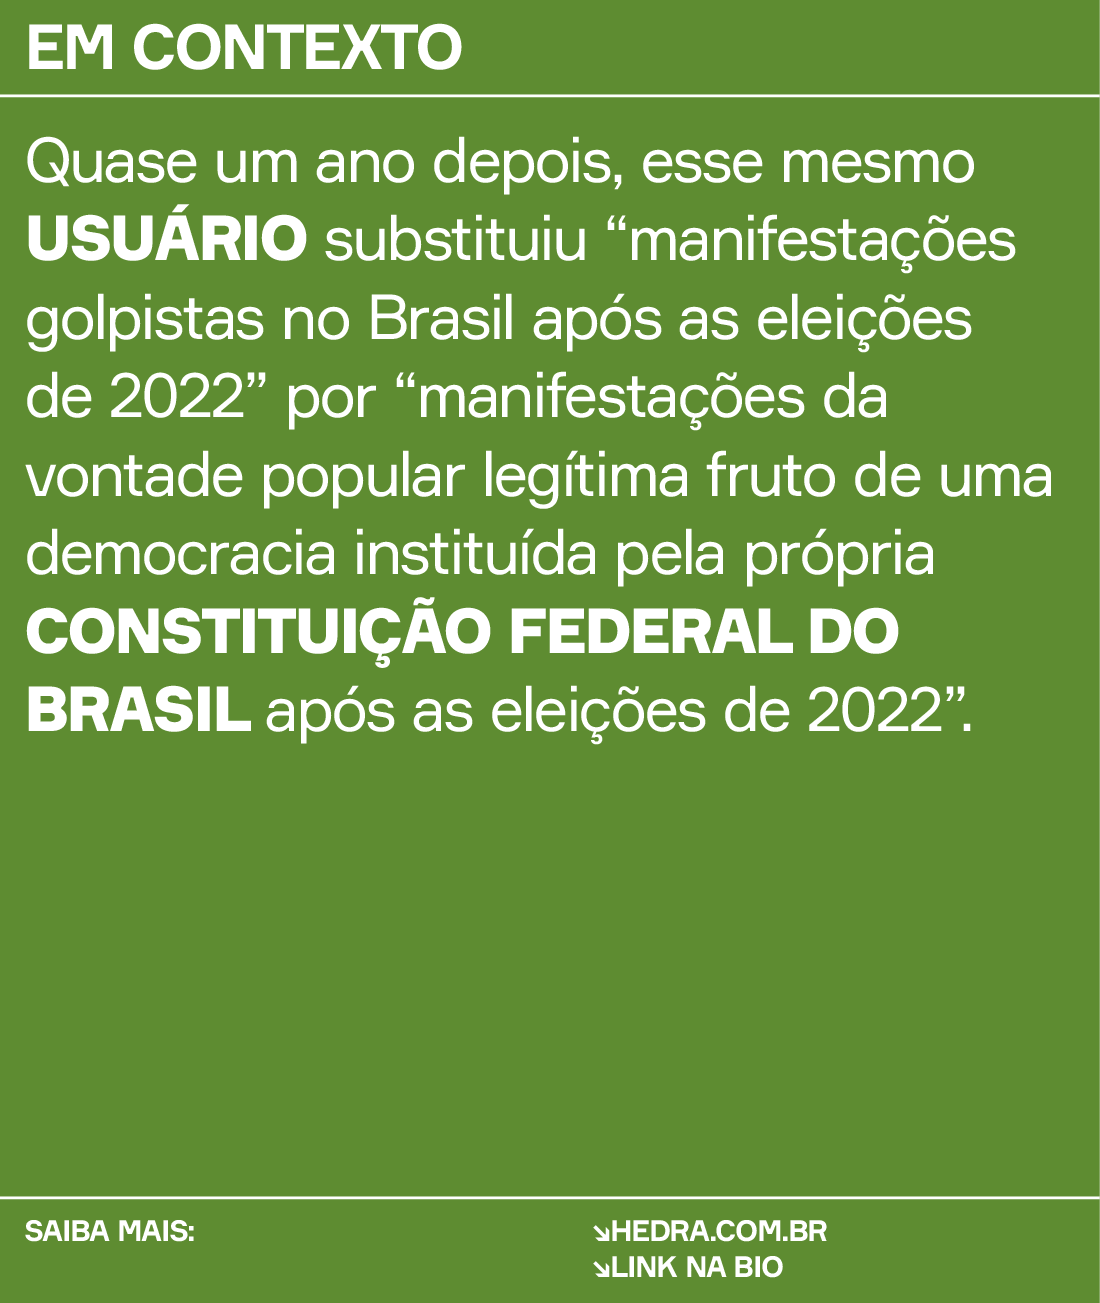 EM CONTEXTO
Quase um ano depois, esse mesmo
USUÁRIO substituiu “manifestações
golpistas no Brasil após as eleições
de 2022” por “manifestações da
vontade popular legítima fruto de uma
democracia instituída pela própria
CONSTITUIÇÃO FEDERAL DO
BRASIL após as eleições de 2022”.
SAIBA MAIS:
↘HEDRA.COM.BR
↘LINK NA BIO